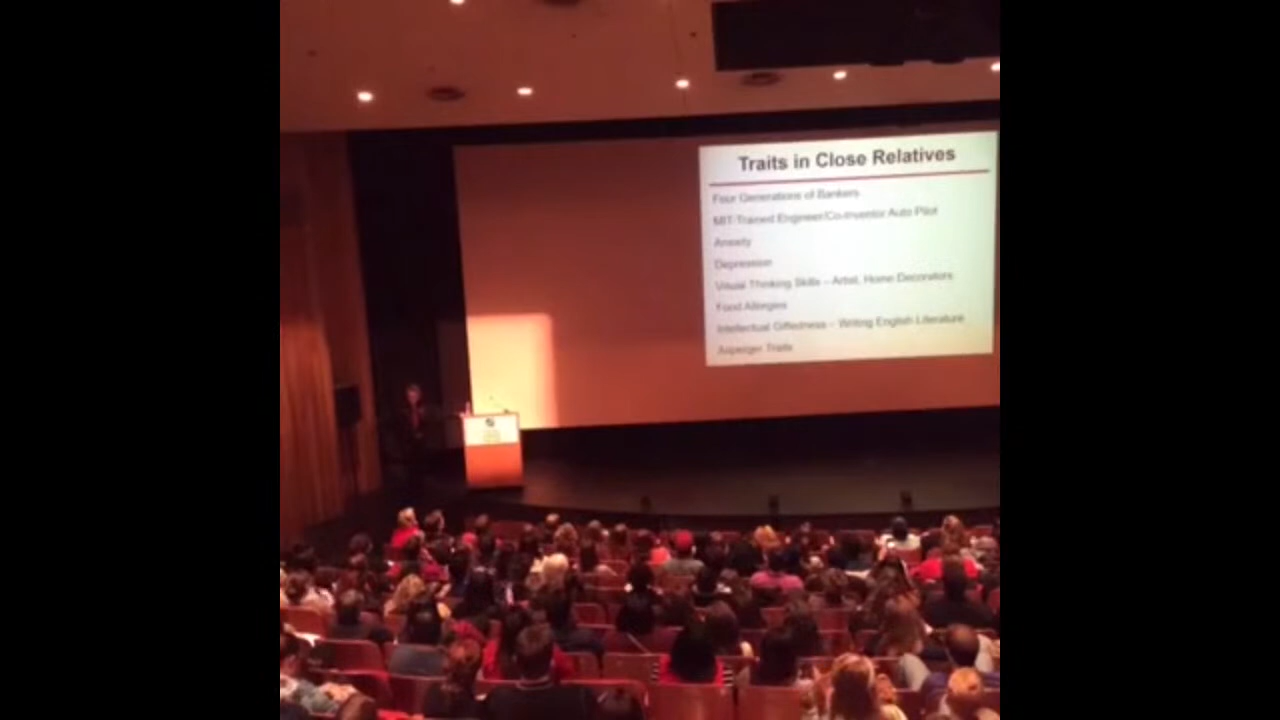 Traits in Close Relatives
Four Generations of Bankers
MIT-Trained Engineer/Co-Inventor Auto Pilot
Anxiety
Depression
Visual Thinking Skills – Artist, Home Decorators
Food Allergies
Intellectual Giftedness – Writing English Literature
Asperger Traits